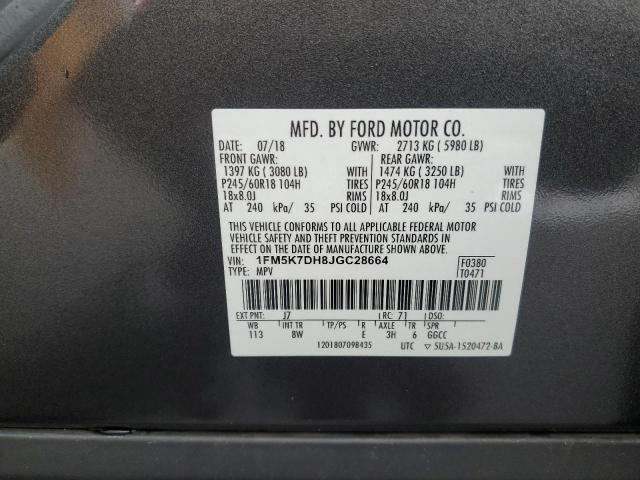 MFD. BY FORD MOTOR CO.
DATE: 07/18 GVWR: 2713 KG ( 5980 LB)
FRONT GAWR: REAR GAWR:
1397 KG ( 3080 LB) WITH 1474 KG ( 3250 LB) WITH
P245/60R18 104H TIRES P245/60R18 104H TIRES
18x8.0J RIMS 18x8.0J RIMS
AT 240 kPa/ 35 PSI COLD AT 240 kPa/ 35 PSI COLD
THIS VEHICLE CONFORMS TO ALL APPLICABLE FEDERAL MOTOR
VEHICLE SAFETY AND THEFT PREVENTION STANDARDS IN
EFFECT ON THE DATE OF MANUFACTURE SHOWN ABOVE.
VIN: 1FM5K7DH8JGC28664 F0380
TYPE: MPV T0471
EXT PNT: J7 RC: 71 DSO:
WB INT TR TP/PS R AXLE TR SPR
113 8W E 3H 6 GGCC
1201807098435 UTC ▽ 5U5A-1520472-BA